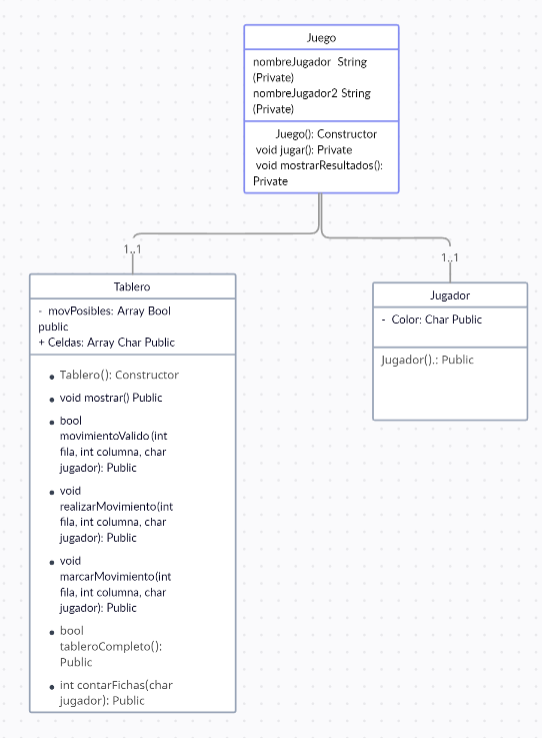 Juego
nombreJugador String
(Private)
nombreJugador2 String
(Private)
Juego(): Constructor
void jugar(): Private
void mostrarResultados():
Private
1..1
1..1
Tablero
- movPosibles: Array Bool
public
+ Celdas: Array Char Public
• Tablero(): Constructor
• void mostrar() Public
• bool
movimientoValido(int
fila, int columna, char
jugador): Public
• void
realizarMovimiento(int
fila, int columna, char
jugador): Public
• void
marcarMovimiento(int
fila, int columna, char
jugador): Public
• bool
tableroCompleto():
Public
• int contarFichas(char
jugador): Public
Jugador
- Color: Char Public
Jugador().: Public